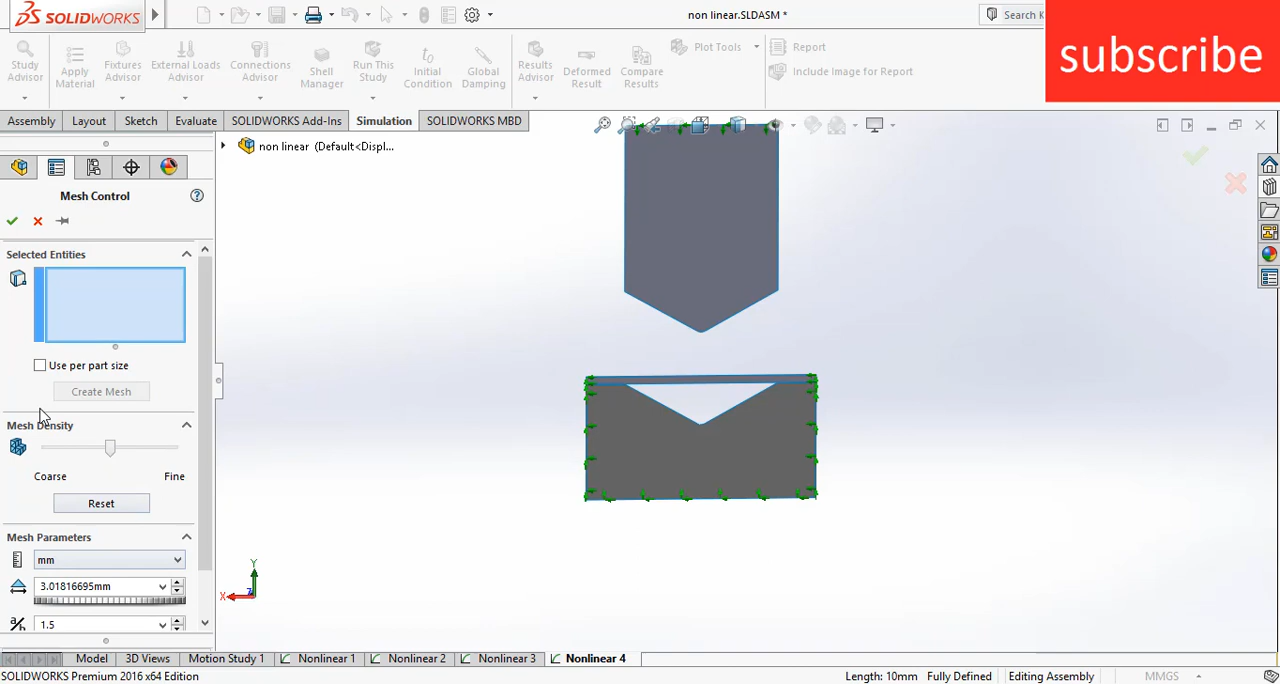 SOLIDWORKS
non linear.SLDASM *
Search K
subscribe
Study Advisor
Apply Material
Fixtures Advisor
External Loads Advisor
Connections Advisor
Shell Manager
Run This Study
Initial Condition
Global Damping
Results Advisor
Deformed Result
Compare Results
Plot Tools
Report
Include Image for Report
Assembly Layout Sketch Evaluate SOLIDWORKS Add-Ins Simulation SOLIDWORKS MBD
non linear (Default<Displ...
Mesh Control
Selected Entities
Use per part size
Create Mesh
Mesh Density
Coarse Fine
Reset
Mesh Parameters
mm
3.01816695mm
a/b 1.5
Y
X
Z
Model 3D Views Motion Study 1 Nonlinear 1 Nonlinear 2 Nonlinear 3 Nonlinear 4
SOLIDWORKS Premium 2016 x64 Edition Length: 10mm Fully Defined Editing Assembly MMGS